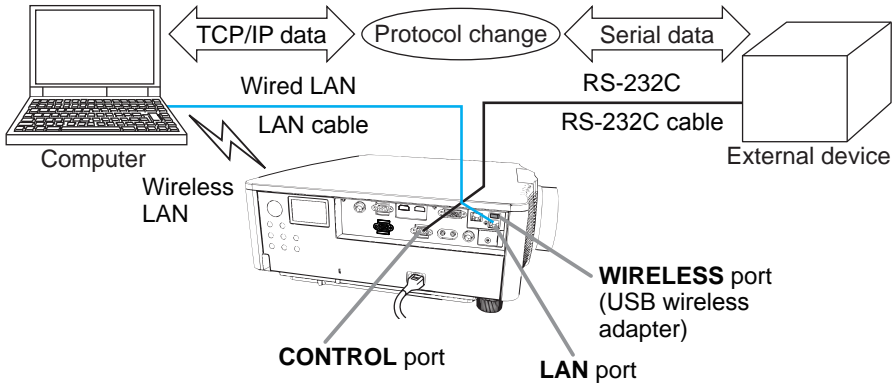 TCP/IP data
Protocol change
Serial data
Wired LAN
LAN cable
RS-232C
RS-232C cable
Computer
External device
Wireless
LAN
WIRELESS port
(USB wireless
adapter)
CONTROL port
LAN port